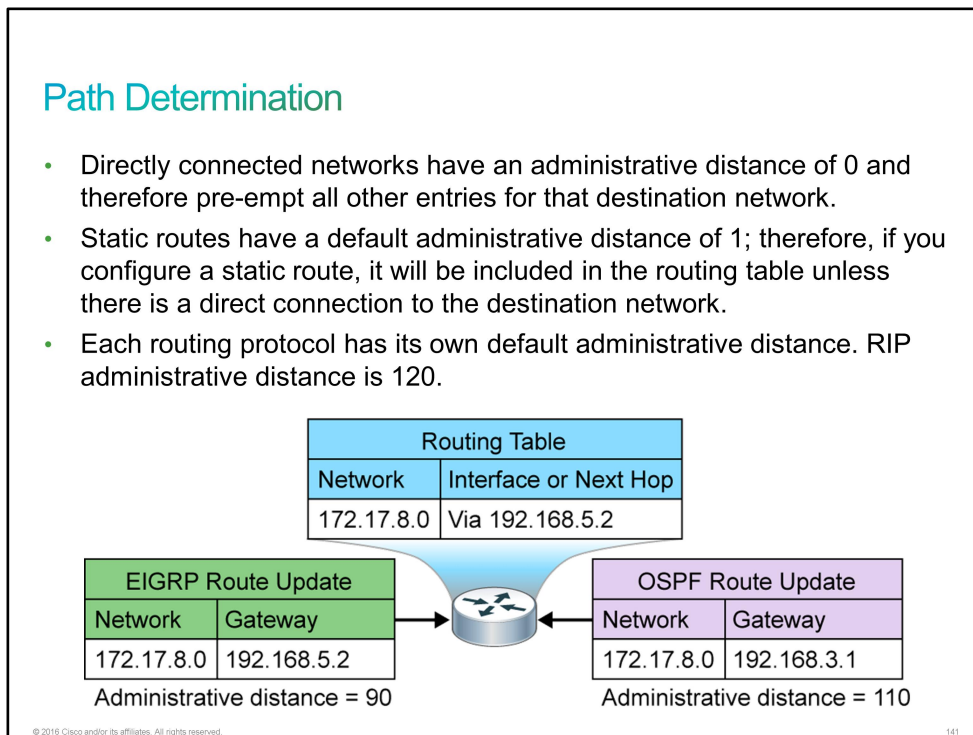 Path Determination
• Directly connected networks have an administrative distance of 0 and
therefore pre-empt all other entries for that destination network.
• Static routes have a default administrative distance of 1; therefore, if you
configure a static route, it will be included in the routing table unless
there is a direct connection to the destination network.
• Each routing protocol has its own default administrative distance. RIP
administrative distance is 120.
Routing Table
Network Interface or Next Hop
172.17.8.0 Via 192.168.5.2
EIGRP Route Update
Network Gateway
172.17.8.0 192.168.5.2
Administrative distance = 90
OSPF Route Update
Network Gateway
172.17.8.0 192.168.3.1
Administrative distance = 110
© 2016 Cisco and/or its affiliates. All rights reserved.
141